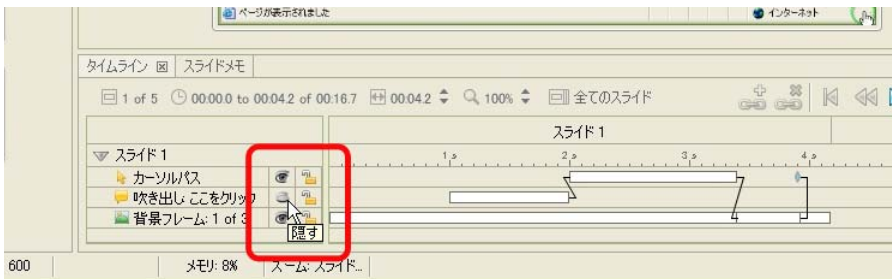 ページが表示されました
インターネット
タイムライン
スライドメモ
1 of 5 00:00.0 to 00:04.2 of 00:16.7 00:04.2 100% 全てのスライド
スライド 1
スライド 1 1s 2s 3s 4s
カーソルパス
吹き出し: ここをクリック
背景フレーム: 1 of 3
隠す
600 メモリ: 8% ズーム: スライド...